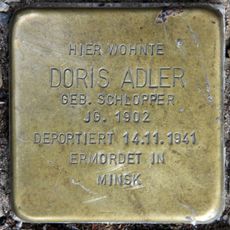 HIER WOHNTE
DORIS ADLER
GEB. SCHLOPPER
JG. 1902
DEPORTIERT 14.11.1941
ERMORDET IN
MINSK